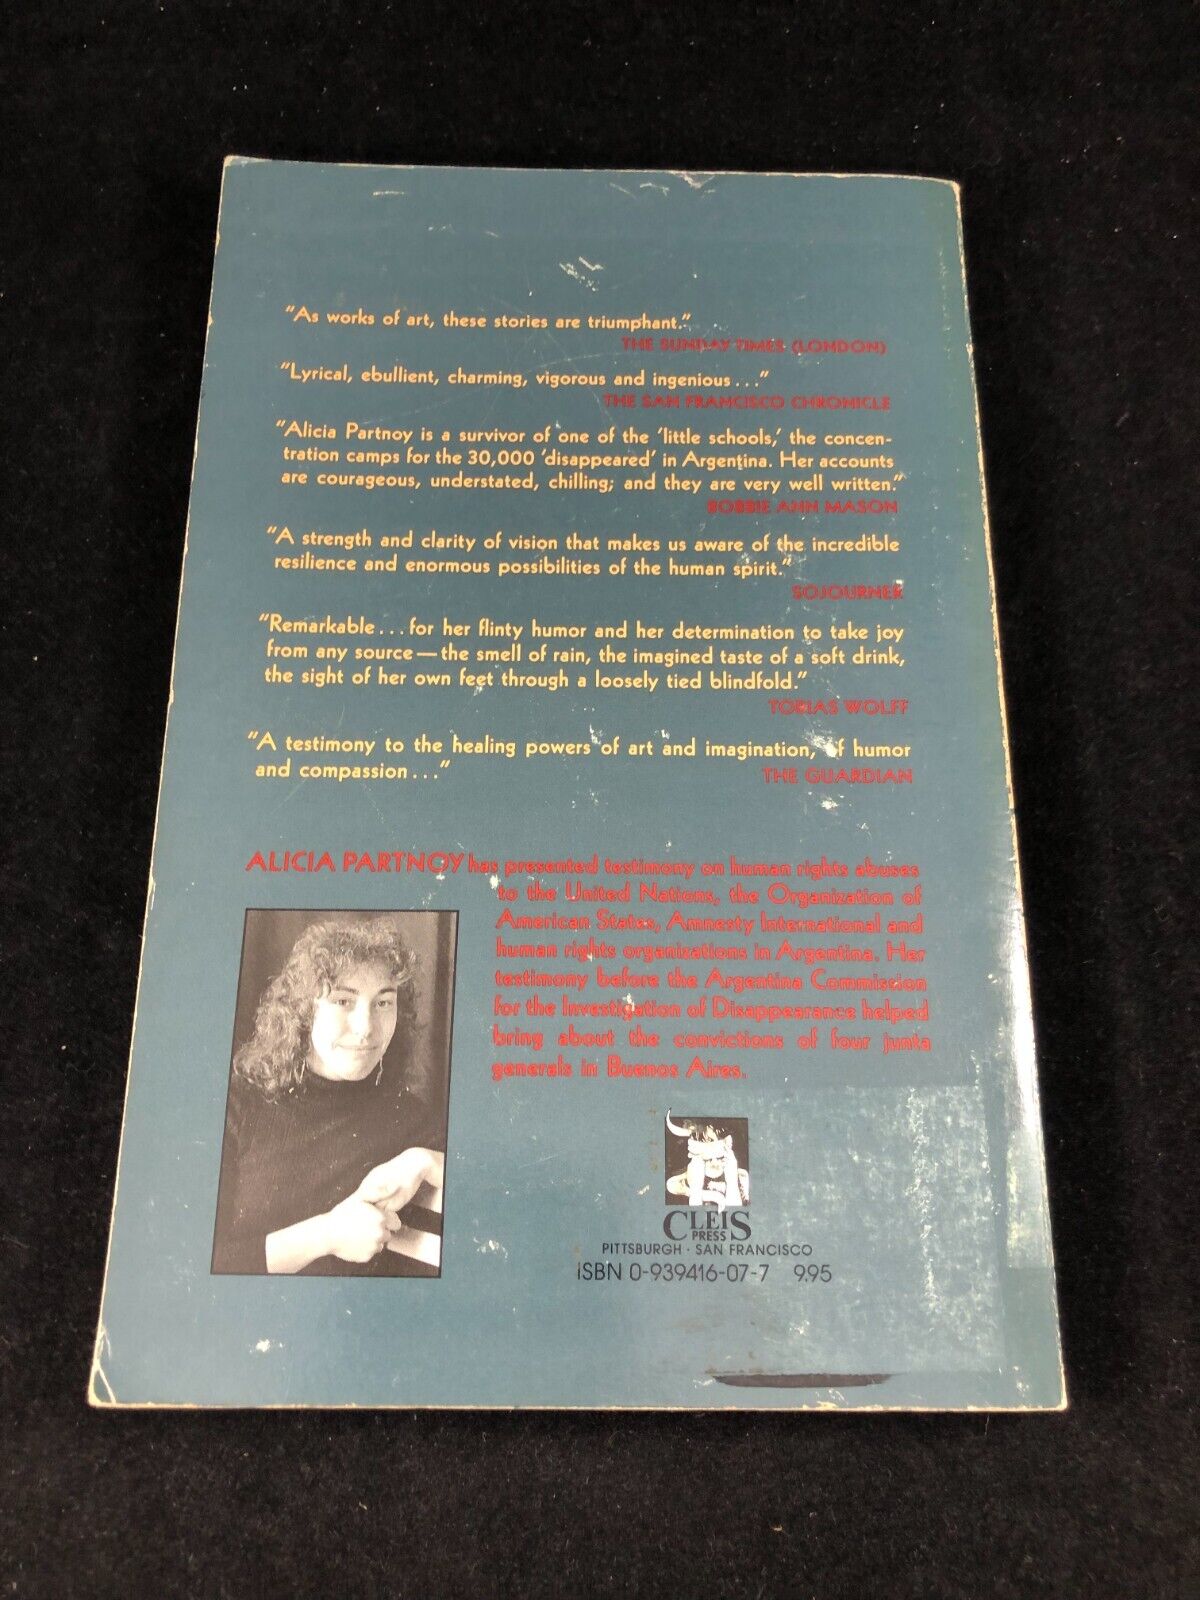 "As works of art, these stories are triumphant."
THE SUNDAY TIMES (LONDON)
"Lyrical, ebullient, charming, vigorous and ingenious . . ."
THE SAN FRANCISCO CHRONICLE
"Alicia Partnoy is a survivor of one of the 'little schools,' the concen-
tration camps for the 30,000 'disappeared' in Argentina. Her accounts
are courageous, understated, chilling; and they are very well written."
BOBBIE ANN MASON
"A strength and clarity of vision that makes us aware of the incredible
resilience and enormous possibilities of the human spirit."
SOJOURNER
"Remarkable . . . for her flinty humor and her determination to take joy
from any source — the smell of rain, the imagined taste of a soft drink,
the sight of her own feet through a loosely tied blindfold."
TOBIAS WOLFF
"A testimony to the healing powers of art and imagination, of humor
and compassion . . ."
THE GUARDIAN
ALICIA PARTNOY has presented testimony on human rights abuses
to the United Nations, the Organization of
American States, Amnesty International and
human rights organizations in Argentina. Her
testimony before the Argentina Commission
for the Investigation of Disappearance helped
bring about the convictions of four junta
generals in Buenos Aires.
CLEIS
PRESS
PITTSBURGH · SAN FRANCISCO
ISBN 0-939416-07-7 9.95